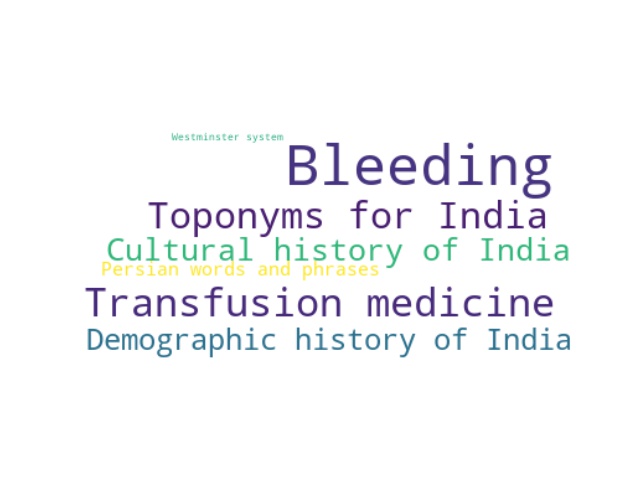 Westminster system
Bleeding
Toponyms for India
Cultural history of India
Persian words and phrases
Transfusion medicine
Demographic history of India